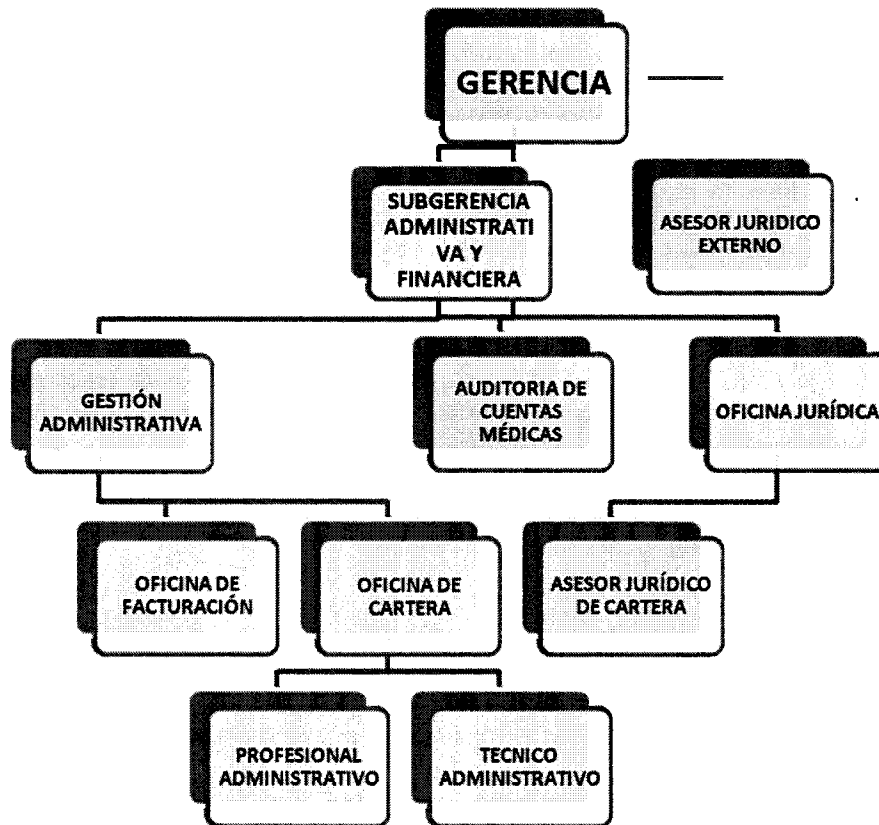 GERENCIA
SUBGERENCIA
ADMINISTRATI
VA Y
FINANCIERA
ASESOR JURIDICO
EXTERNO
GESTIÓN
ADMINISTRATIVA
AUDITORIA DE
CUENTAS
MÉDICAS
OFICINA JURÍDICA
OFICINA DE
FACTURACIÓN
OFICINA DE
CARTERA
ASESOR JURÍDICO
DE CARTERA
PROFESIONAL
ADMINISTRATIVO
TECNICO
ADMINISTRATIVO